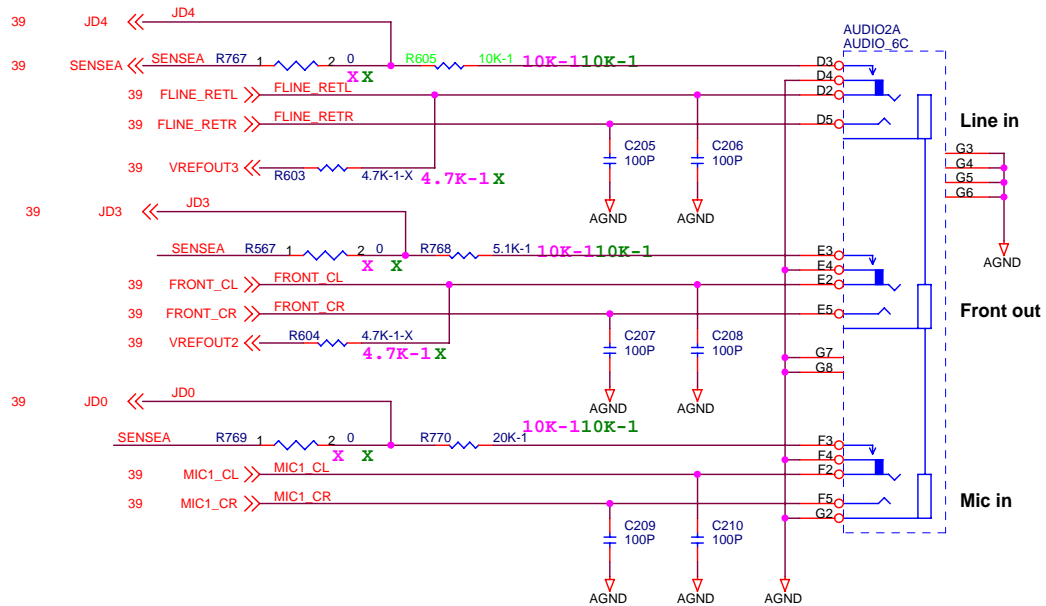 39 JD4 JD4
AUDIO2A
AUDIO_6C
39 SENSEA SENSEA R767 1 2 0 R605 10K-1 10K-1 10K-1 D3
X X
D4
39 FLINE_RETL FLINE_RETL D2
39 FLINE_RETR FLINE_RETR D5 Line in
C205
100P
C206
100P
G3
G4
G5
G6
39 VREFOUT3 R603 4.7K-1-X
4.7K-1 X
AGND AGND
39 JD3 JD3
SENSEA R567 1 2 0 R768 5.1K-1 10K-1 10K-1 E3
AGND
X X
E4
39 FRONT_CL FRONT_CL E2
39 FRONT_CR FRONT_CR E5 Front out
39 VREFOUT2 R604 4.7K-1-X
4.7K-1 X
C207
100P
C208
100P
G7
G8
39 JD0 JD0
AGND AGND
10K-1 10K-1
SENSEA R769 1 2 0 R770 20K-1 F3
X X
F4
39 MIC1_CL MIC1_CL F2
39 MIC1_CR MIC1_CR F5 Mic in
G2
C209
100P
C210
100P
AGND AGND AGND